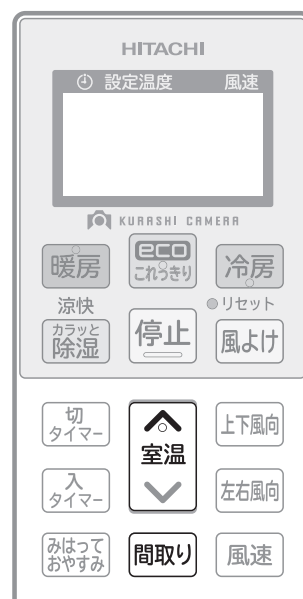 HITACHI
設定温度 風速
KURASHI CAMERA
暖房
eco
これっきり
冷房
涼快
カラッと
除湿
停止
リセット
風よけ
切
タイマー
室温
上下風向
入
タイマー
左右風向
みはって
おやすみ
間取り
風速